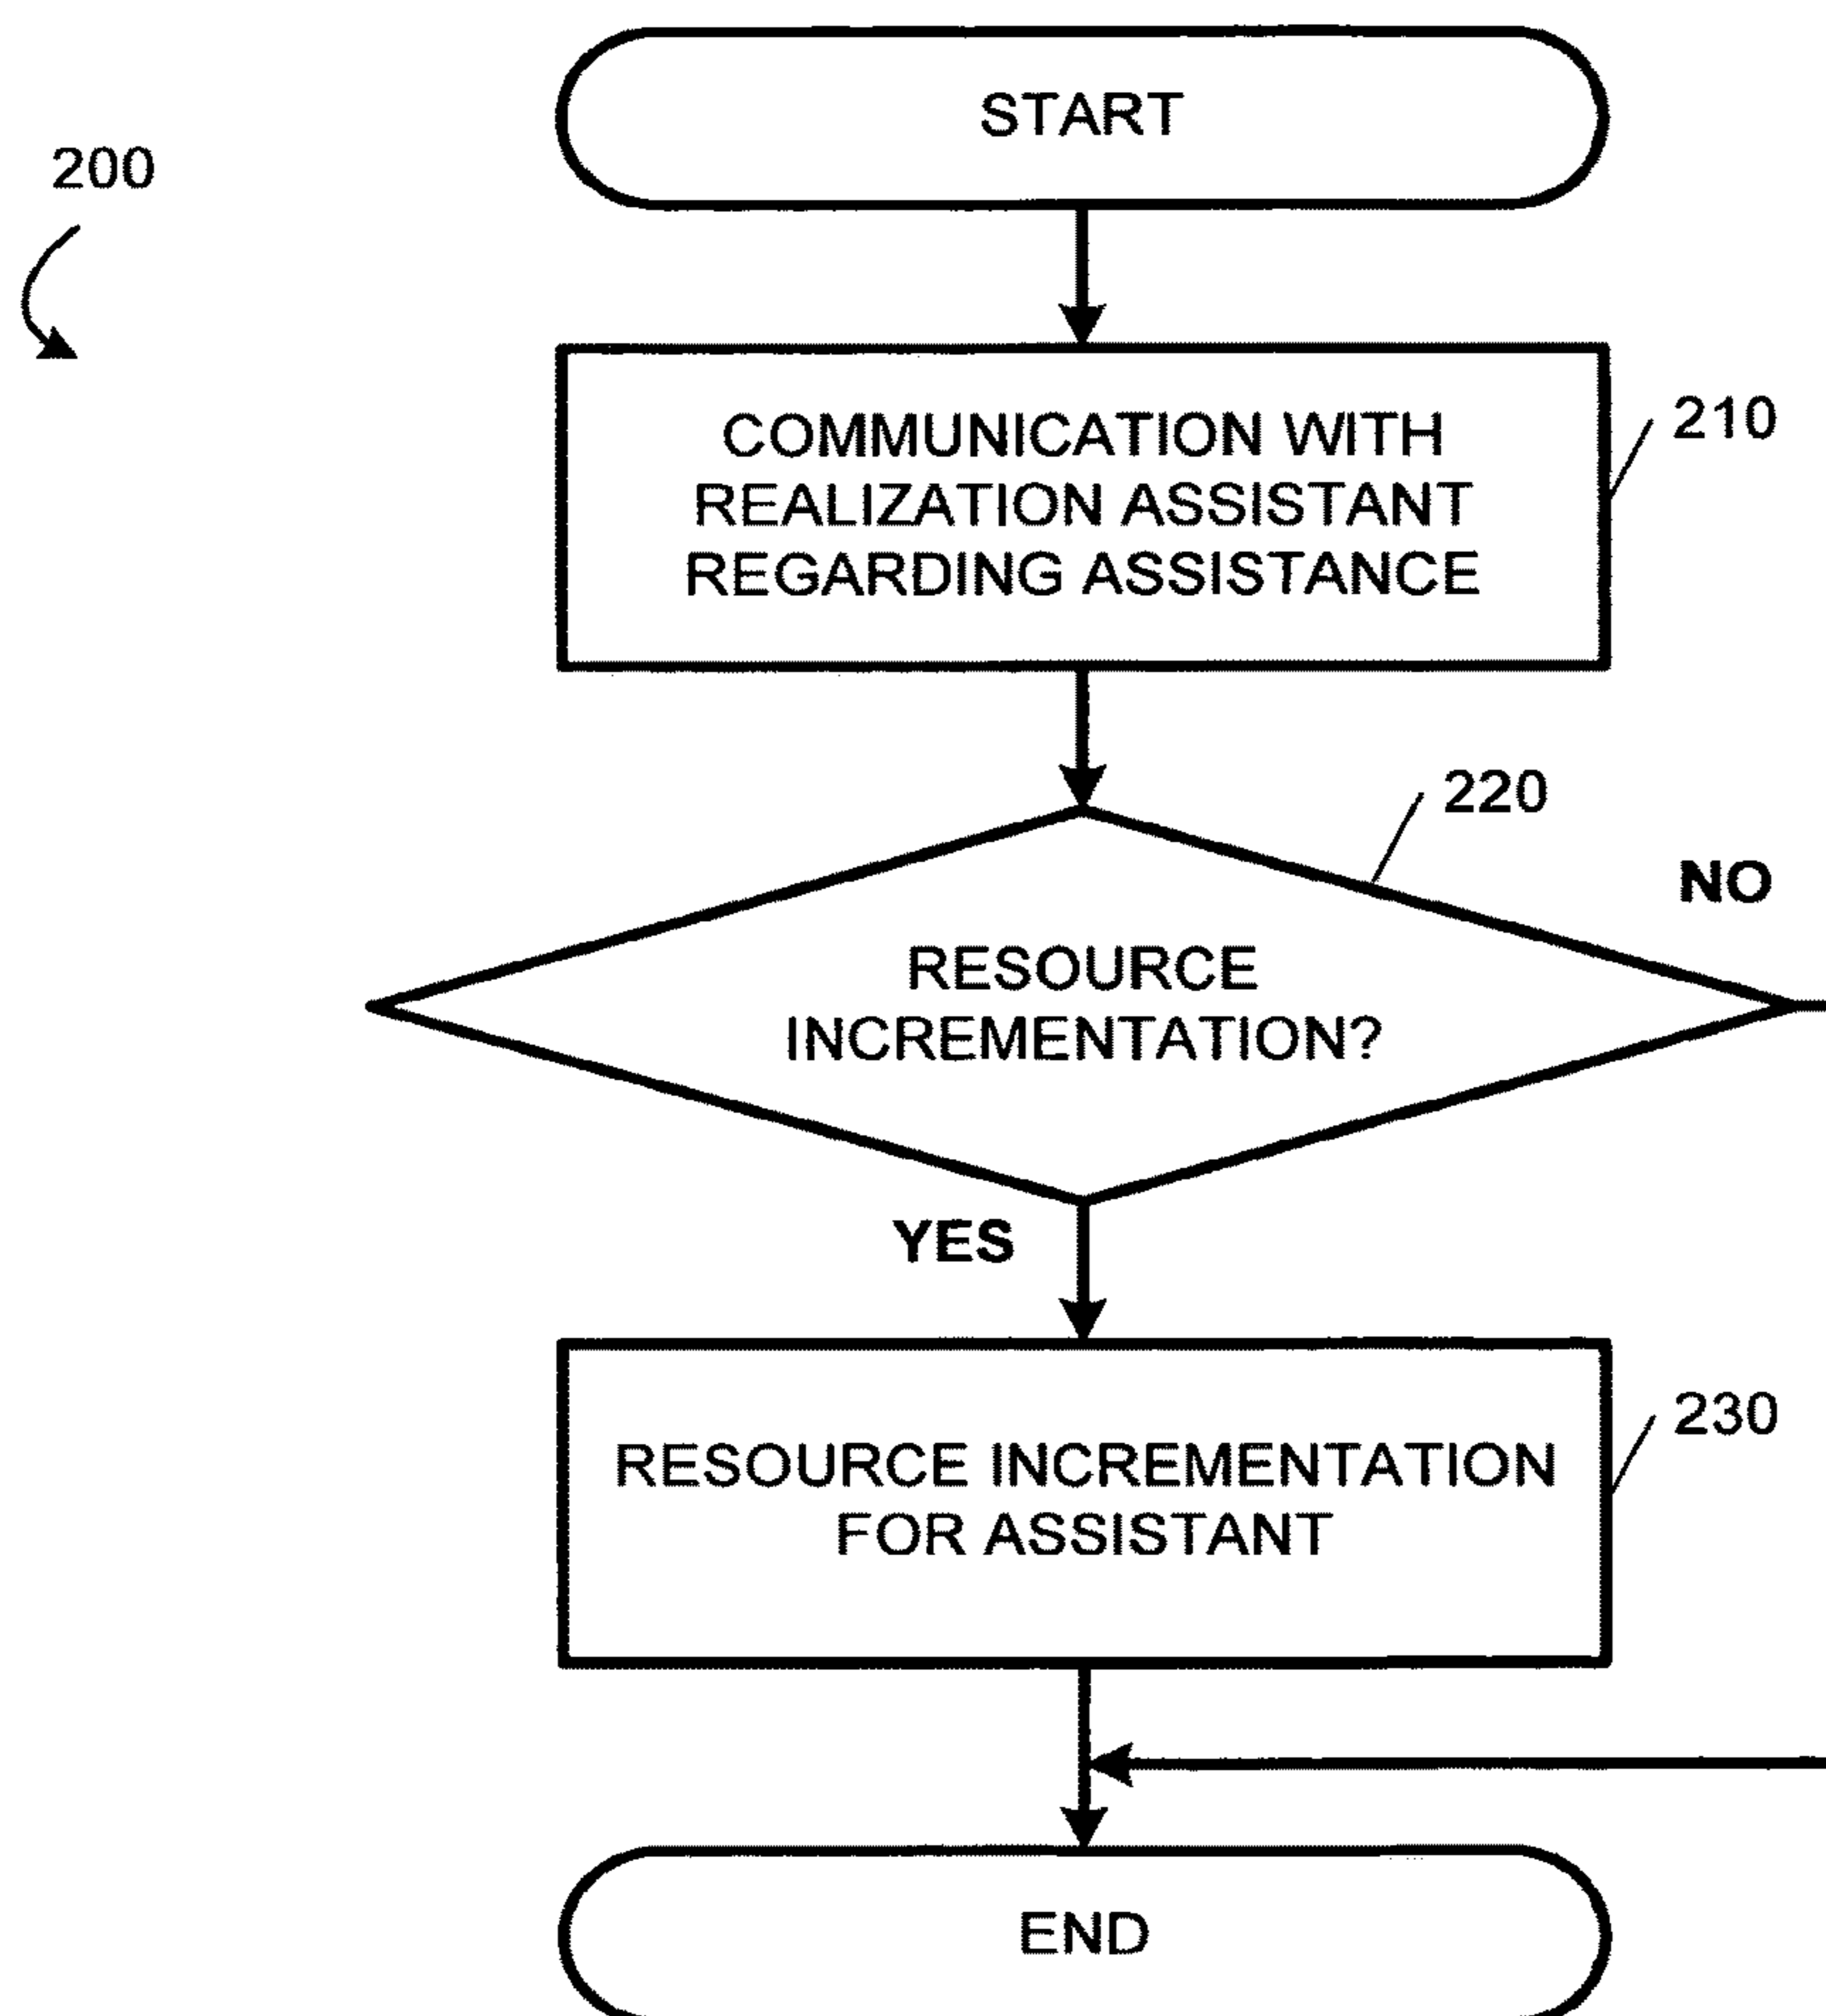 START
200
COMMUNICATION WITH
REALIZATION ASSISTANT
REGARDING ASSISTANCE
210
220
NO
RESOURCE
INCREMENTATION?
YES
RESOURCE INCREMENTATION
FOR ASSISTANT
230
END